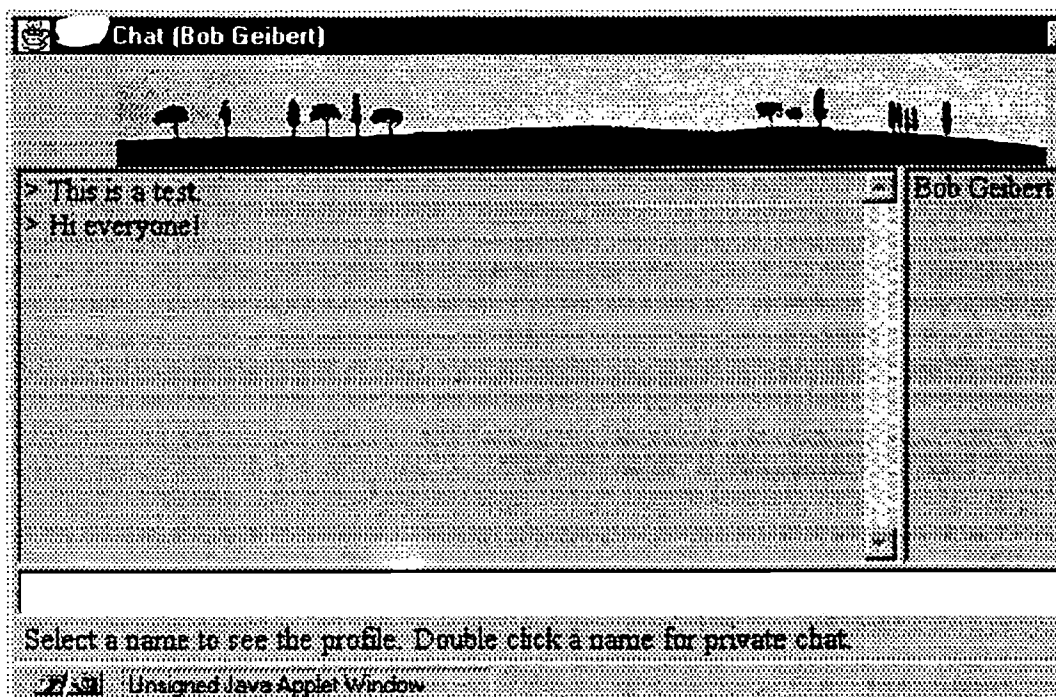 Chat (Bob Geibert)
> This is a test.
> Hi everyone!
Bob Geibert
Select a name to see the profile. Double click a name for private chat.
Unsigned Java Applet Window